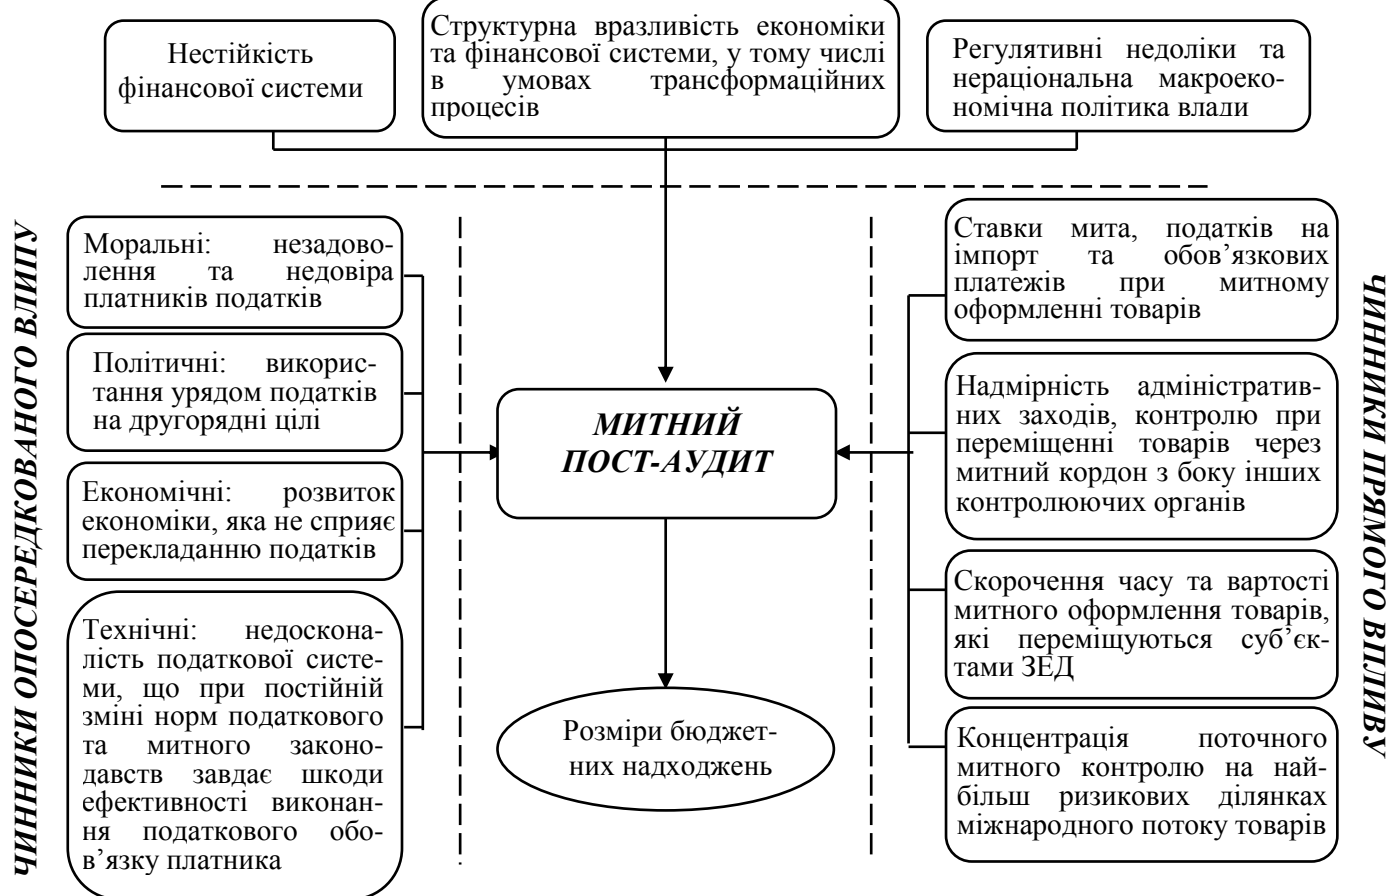 Нестійкість
фінансової системи
Структурна вразливість економіки
та фінансової системи, у тому числі
в умовах трансформаційних
процесів
Регулятивні недоліки та
нераціональна макроеко-
номічна політика влади
ЧИННИКИ ОПОСЕРЕДКОВАНОГО ВЛИПУ
Моральні: незадово-
лення та недовіра
платників податків
Політичні: викорис-
тання урядом податків
на другорядні цілі
Економічні: розвиток
економіки, яка не сприяє
перекладанню податків
Технічні: недоскона-
лість податкової систе-
ми, що при постійній
зміні норм податкового
та митного законо-
давств завдає шкоди
ефективності виконан-
ня податкового обо-
в’язку платника
МИТНИЙ
ПОСТ-АУДИТ
Розміри бюджет-
них надходжень
Ставки мита, податків на
імпорт та обов’язкових
платежів при митному
оформленні товарів
Надмірність адміністратив-
них заходів, контролю при
переміщенні товарів через
митний кордон з боку інших
контролюючих органів
Скорочення часу та вартості
митного оформлення товарів,
які переміщуються суб’єк-
тами ЗЕД
Концентрація поточного
митного контролю на най-
більш ризикових ділянках
міжнародного потоку товарів
ЧИННИКИ ПРЯМОГО ВПЛИВУ